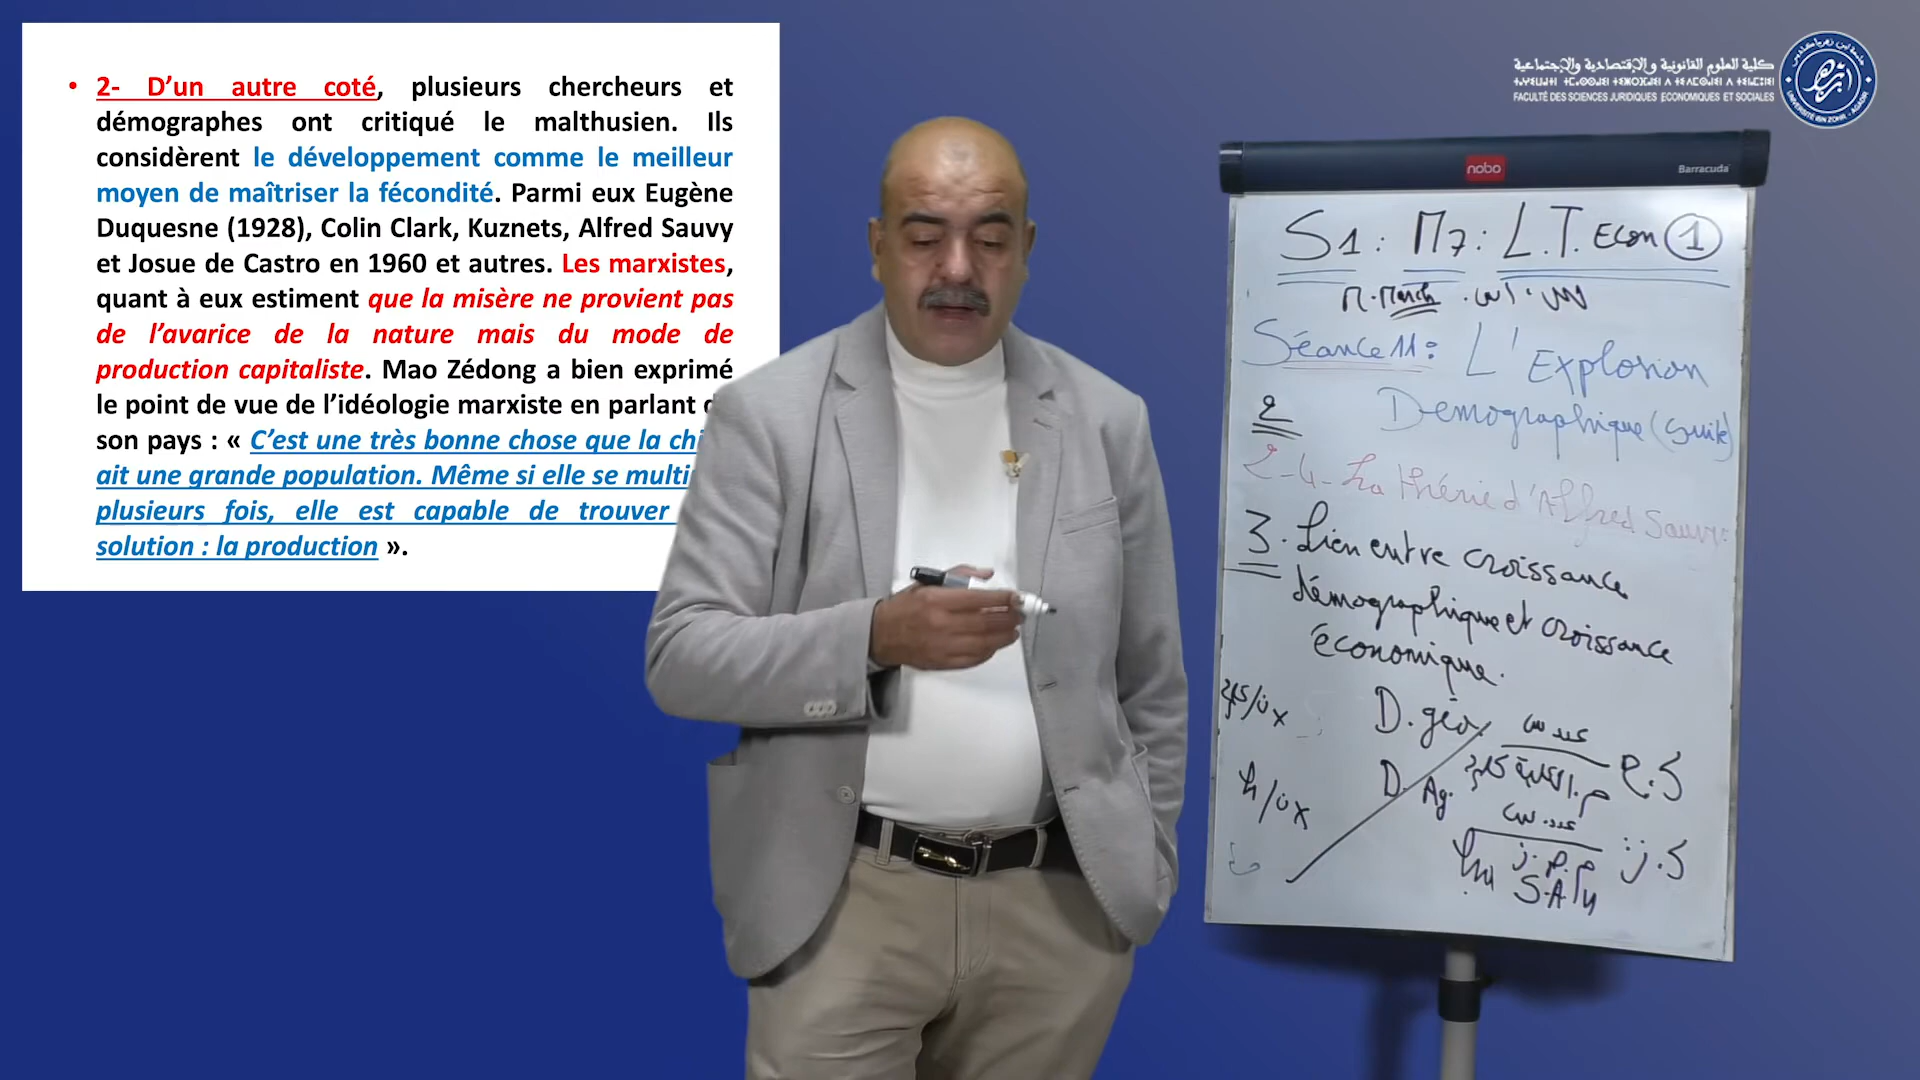 • 2- D’un autre coté, plusieurs chercheurs et
démographes ont critiqué le malthusien. Ils
considèrent le développement comme le meilleur
moyen de maîtriser la fécondité. Parmi eux Eugène
Duquesne (1928), Colin Clark, Kuznets, Alfred Sauvy
et Josue de Castro en 1960 et autres. Les marxistes,
quant à eux estiment que la misère ne provient pas
de l’avarice de la nature mais du mode de
production capitaliste. Mao Zédong a bien exprimé
le point de vue de l’idéologie marxiste en parlant
son pays : « C’est une très bonne chose que la
ait une grande population. Même si elle se
plusieurs fois, elle est capable de trouver
solution : la production ».
كلية العلوم القانونية والإقتصادية والإجتماعية
FACULTÉ DES SCIENCES JURIDIQUES ECONOMIQUES ET SOCIALES
nobo
Barracuda
S1 : M7 : L.T. Econ 1
Séance 11 : L'Explosion
Démographique (suite)
2
2-4- La théorie d'Alfred Sauvy
3. Lien entre croissance
démographique et croissance
économique.
D. géo
D. Ag.